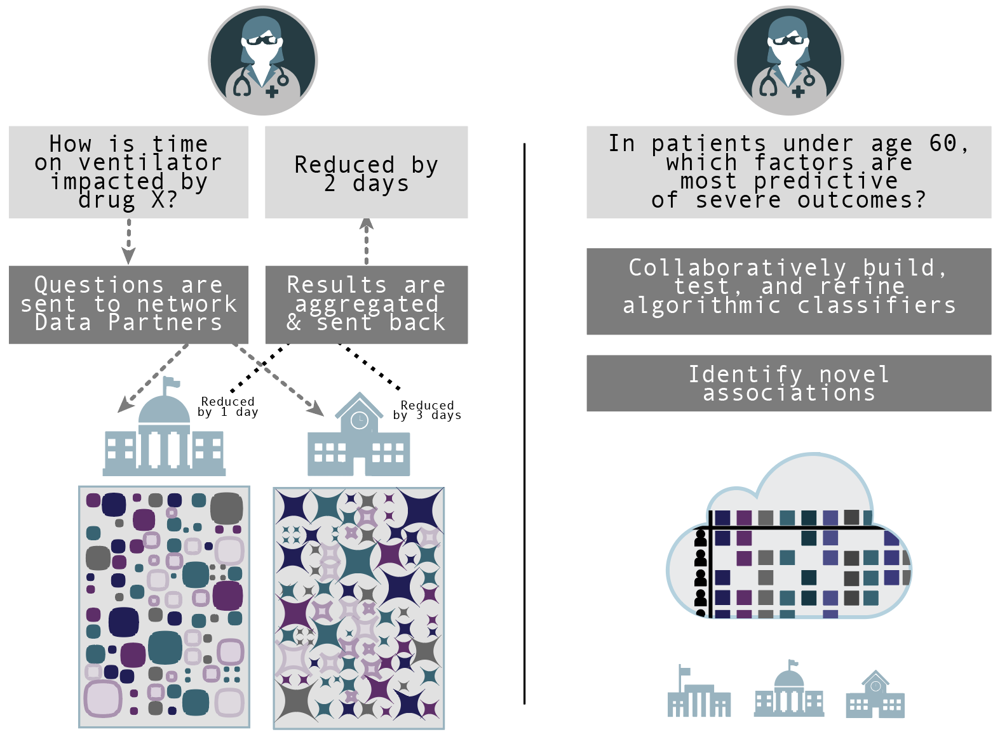 How is time
on ventilator
impacted by
drug X?
Reduced by
2 days
Questions are
sent to network
Data Partners
Results are
aggregated
& sent back
Reduced
by 1 day
Reduced
by 3 days
In patients under age 60,
which factors are
most predictive
of severe outcomes?
Collaboratively build,
test, and refine
algorithmic classifiers
Identify novel
associations